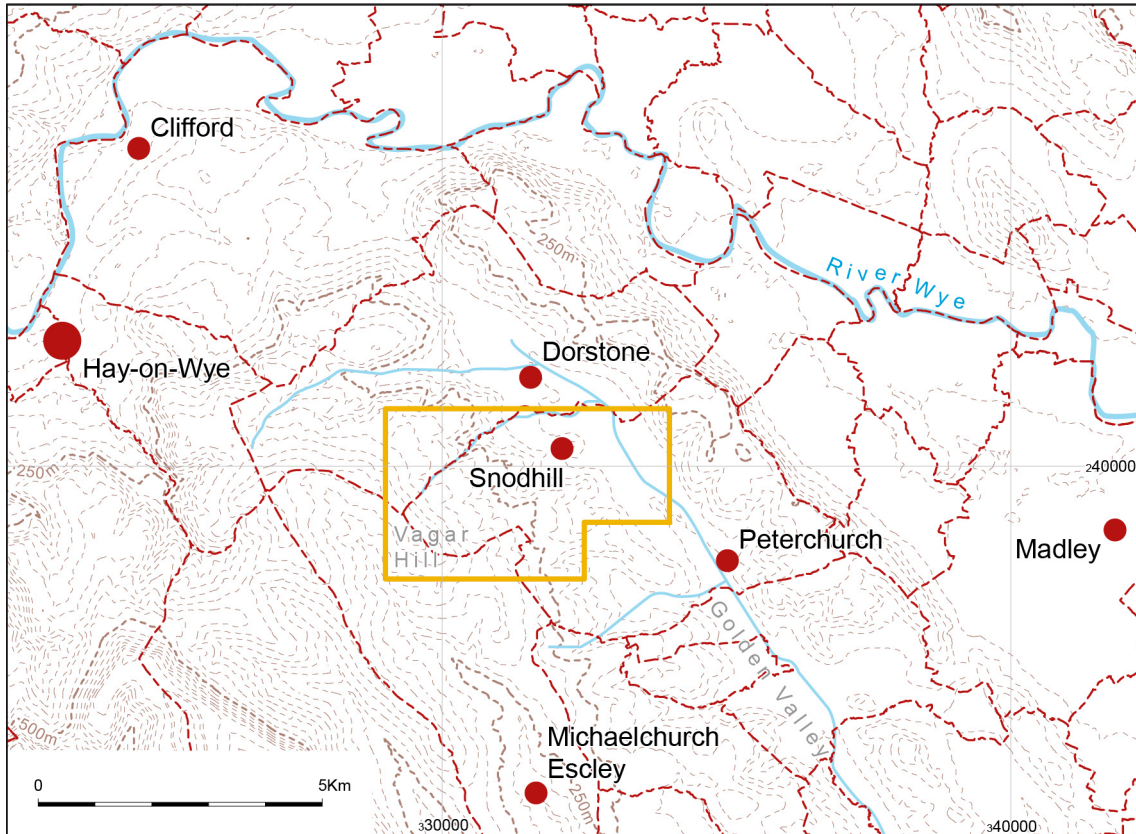 Clifford
250m
River Wye
Dorstone
Hay-on-Wye
250m
Snodhill
240000
Vagar
Hill
Peterchurch
Madley
Golden Valley
500m
Michaelchurch
Escley
250m
0 5Km
330000
340000